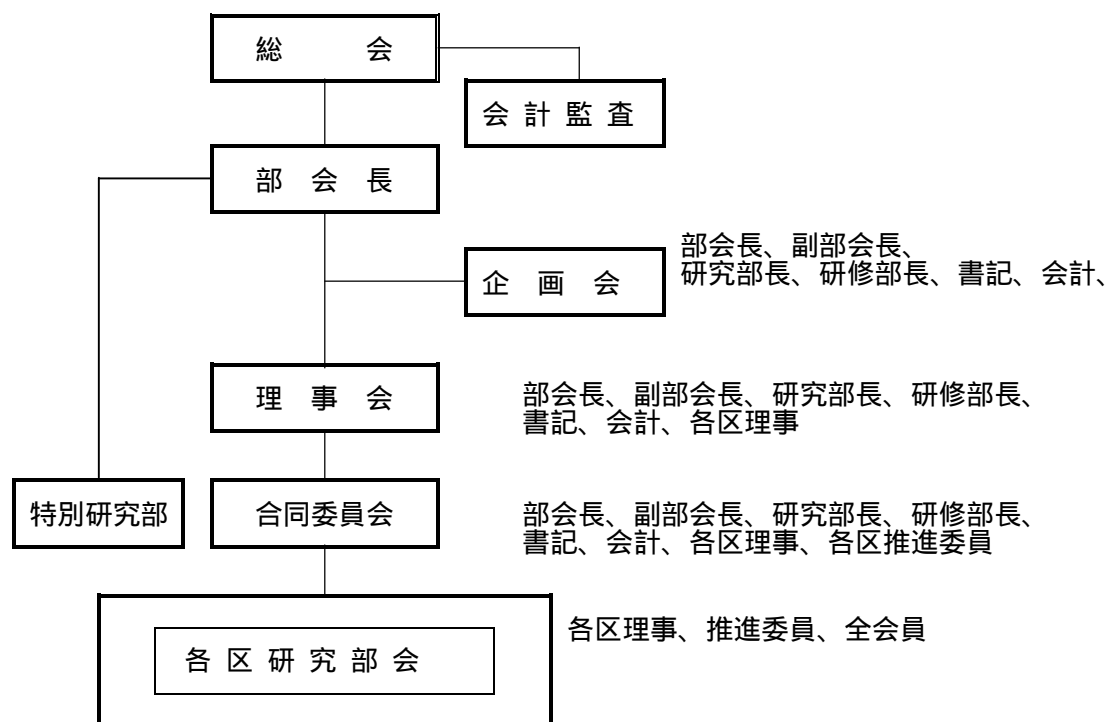 総　会
会計監査
部会長
部会長、副部会長、
研究部長、研修部長、書記、会計、
企画会
理事会
部会長、副部会長、研究部長、研修部長、
書記、会計、各区理事
特別研究部
合同委員会
部会長、副部会長、研究部長、研修部長、
書記、会計、各区理事、各区推進委員
各区理事、推進委員、全会員
各区研究部会